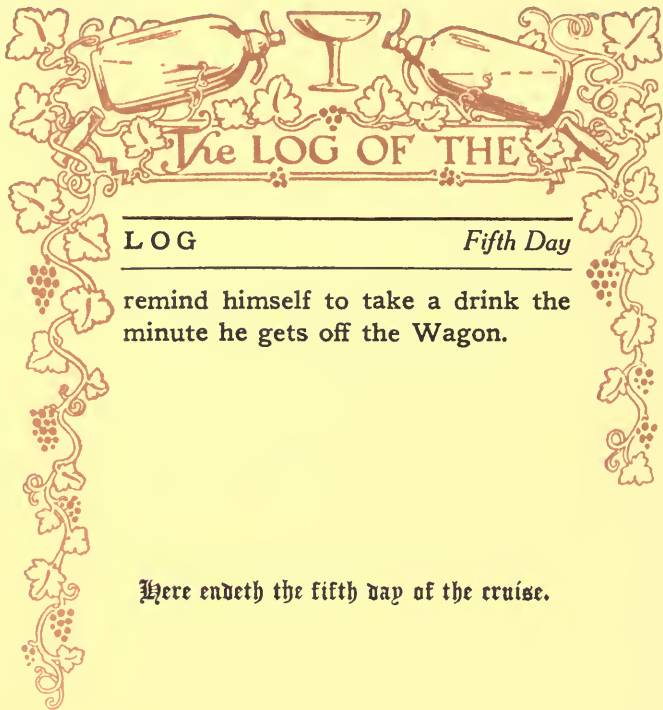 The LOG OF THE
LOG Fifth Day
remind himself to take a drink the
minute he gets off the Wagon.
Here endeth the fifth day of the cruise.